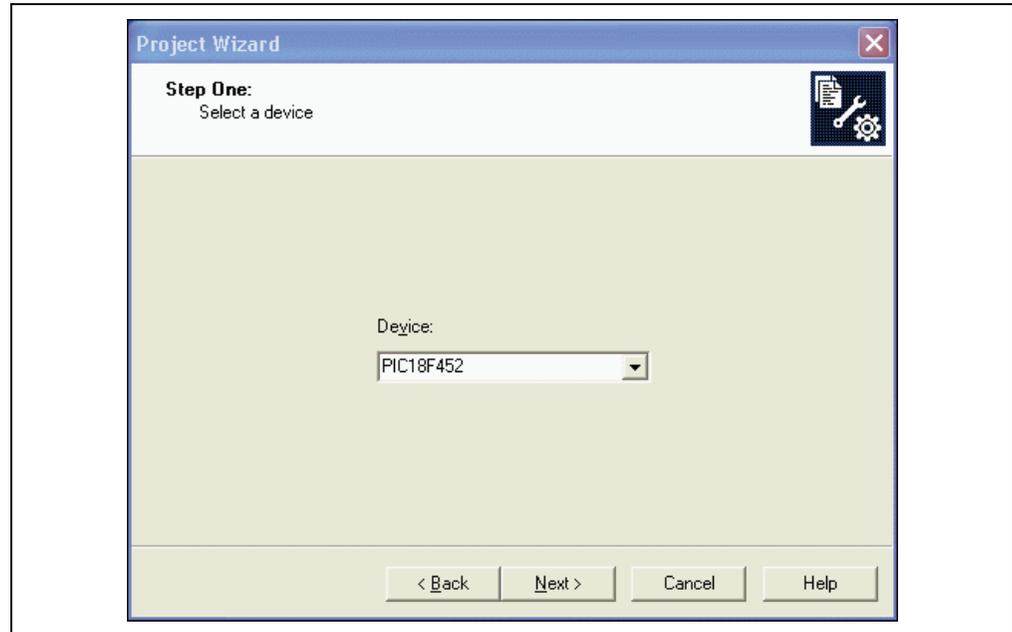 Project Wizard
Step One:
Select a device
Device:
PIC18F452
< Back Next > Cancel Help